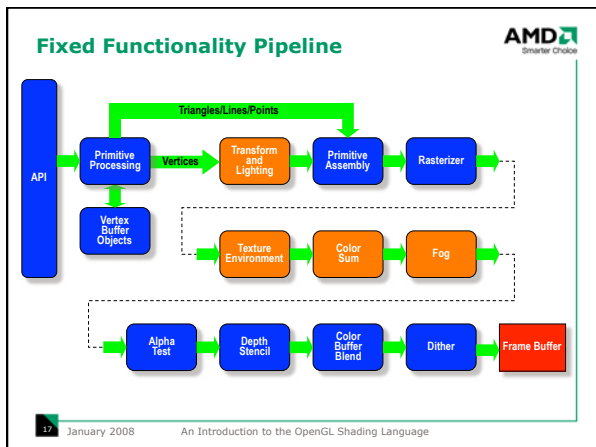 Fixed Functionality Pipeline
AMD
Smarter Choice
Triangles/Lines/Points
API
Primitive
Processing
Vertices
Transform
and
Lighting
Primitive
Assembly
Rasterizer
Vertex
Buffer
Objects
Texture
Environment
Color
Sum
Fog
Alpha
Test
Depth
Stencil
Color
Buffer
Blend
Dither
Frame Buffer
17
January 2008
An Introduction to the OpenGL Shading Language